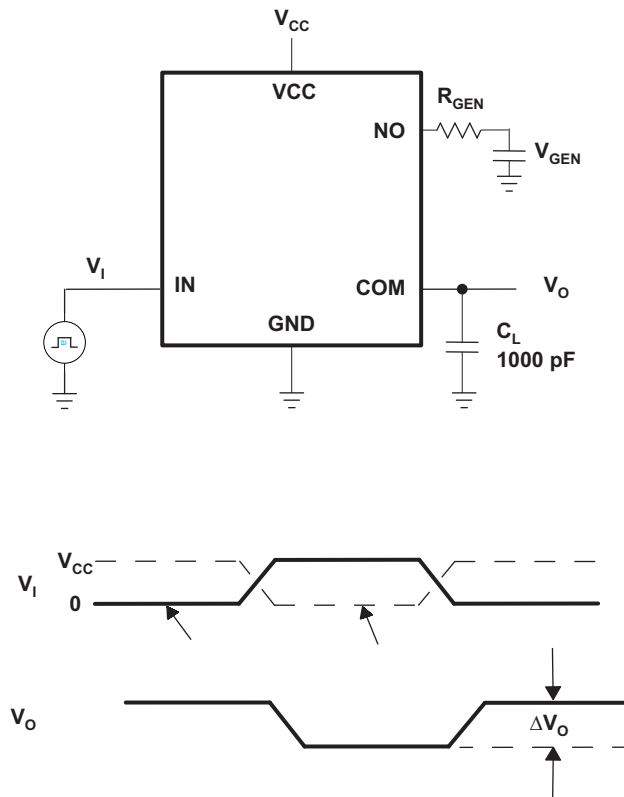 VCC
VCC
RGEN
NO
VGEN
VI
IN
COM
VO
GND
CL
1000 pF
VCC
VI
0
VO
ΔVO